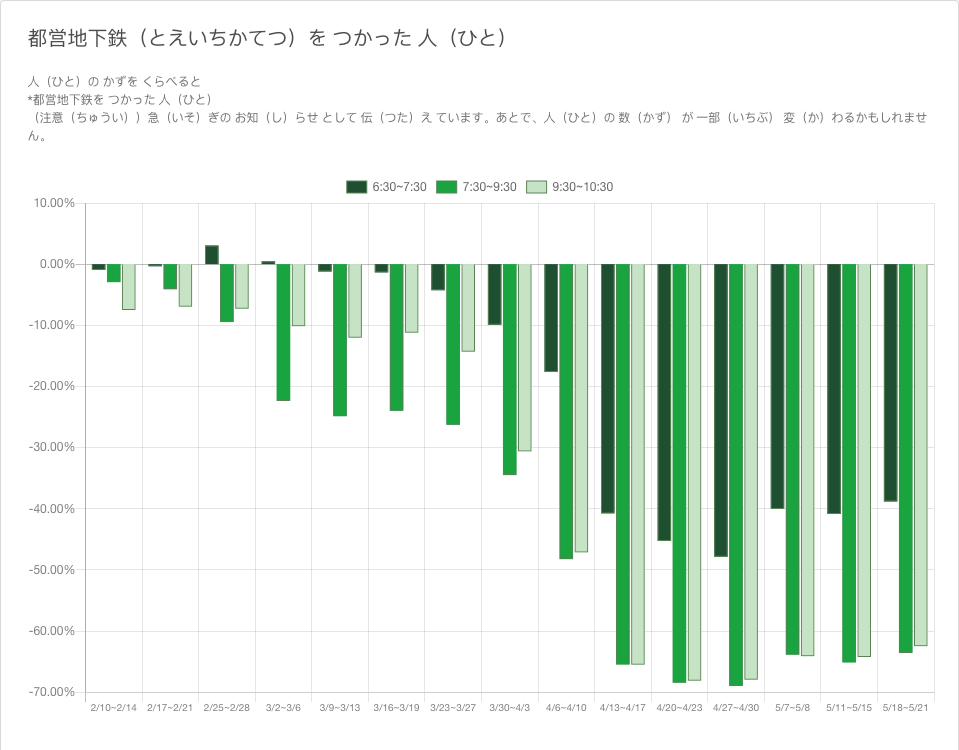 都営地下鉄（とえいちかてつ）を つかった 人（ひと）
人（ひと）の かずを くらべると
*都営地下鉄を つかった 人（ひと）
（注意（ちゅうい））急（いそ）ぎの お知（し）らせ として 伝（つた）え ています。あとで、人（ひと）の 数（かず） が 一部（いちぶ） 変（か）わるかもしれませ
ん。
6:30~7:30 7:30~9:30 9:30~10:30
10.00%
0.00%
-10.00%
-20.00%
-30.00%
-40.00%
-50.00%
-60.00%
-70.00%
2/10~2/14 2/17~2/21 2/25~2/28 3/2~3/6 3/9~3/13 3/16~3/19 3/23~3/27 3/30~4/3 4/6~4/10 4/13~4/17 4/20~4/23 4/27~4/30 5/7~5/8 5/11~5/15 5/18~5/21